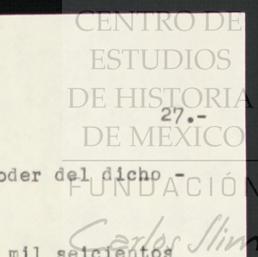 CENTRO DE
ESTUDIOS
DE HISTORIA
27.-
DE MEXICO
oder del dicho -
FUNDACIÓN
Carlos Slim
mil seicientos